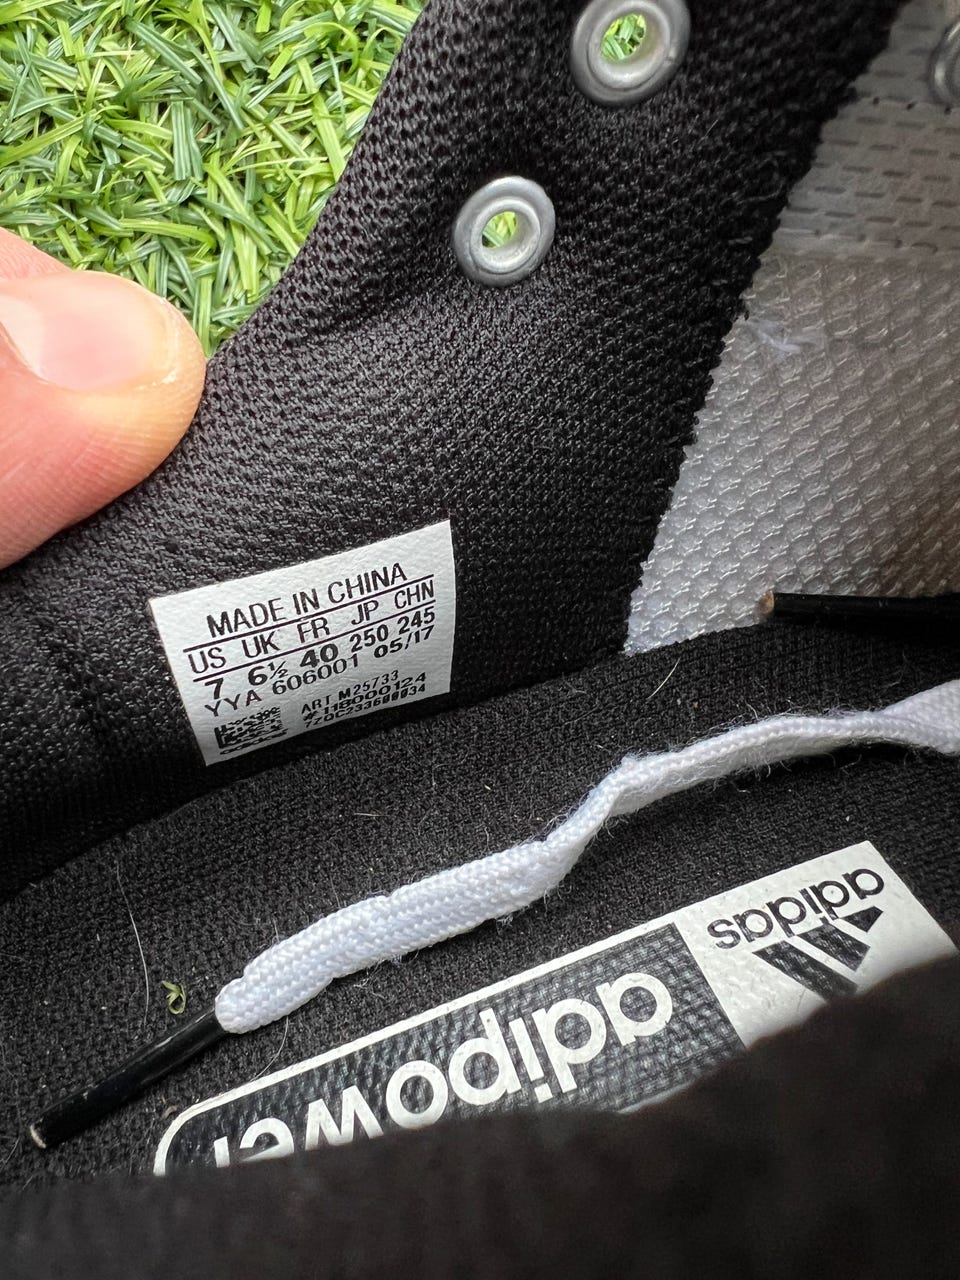 MADE IN CHINA
US UK FR JP CHN
7 6½ 40 250 245
YYA 606001 05/17
ART M25733
# 118000124
adidas
adipower